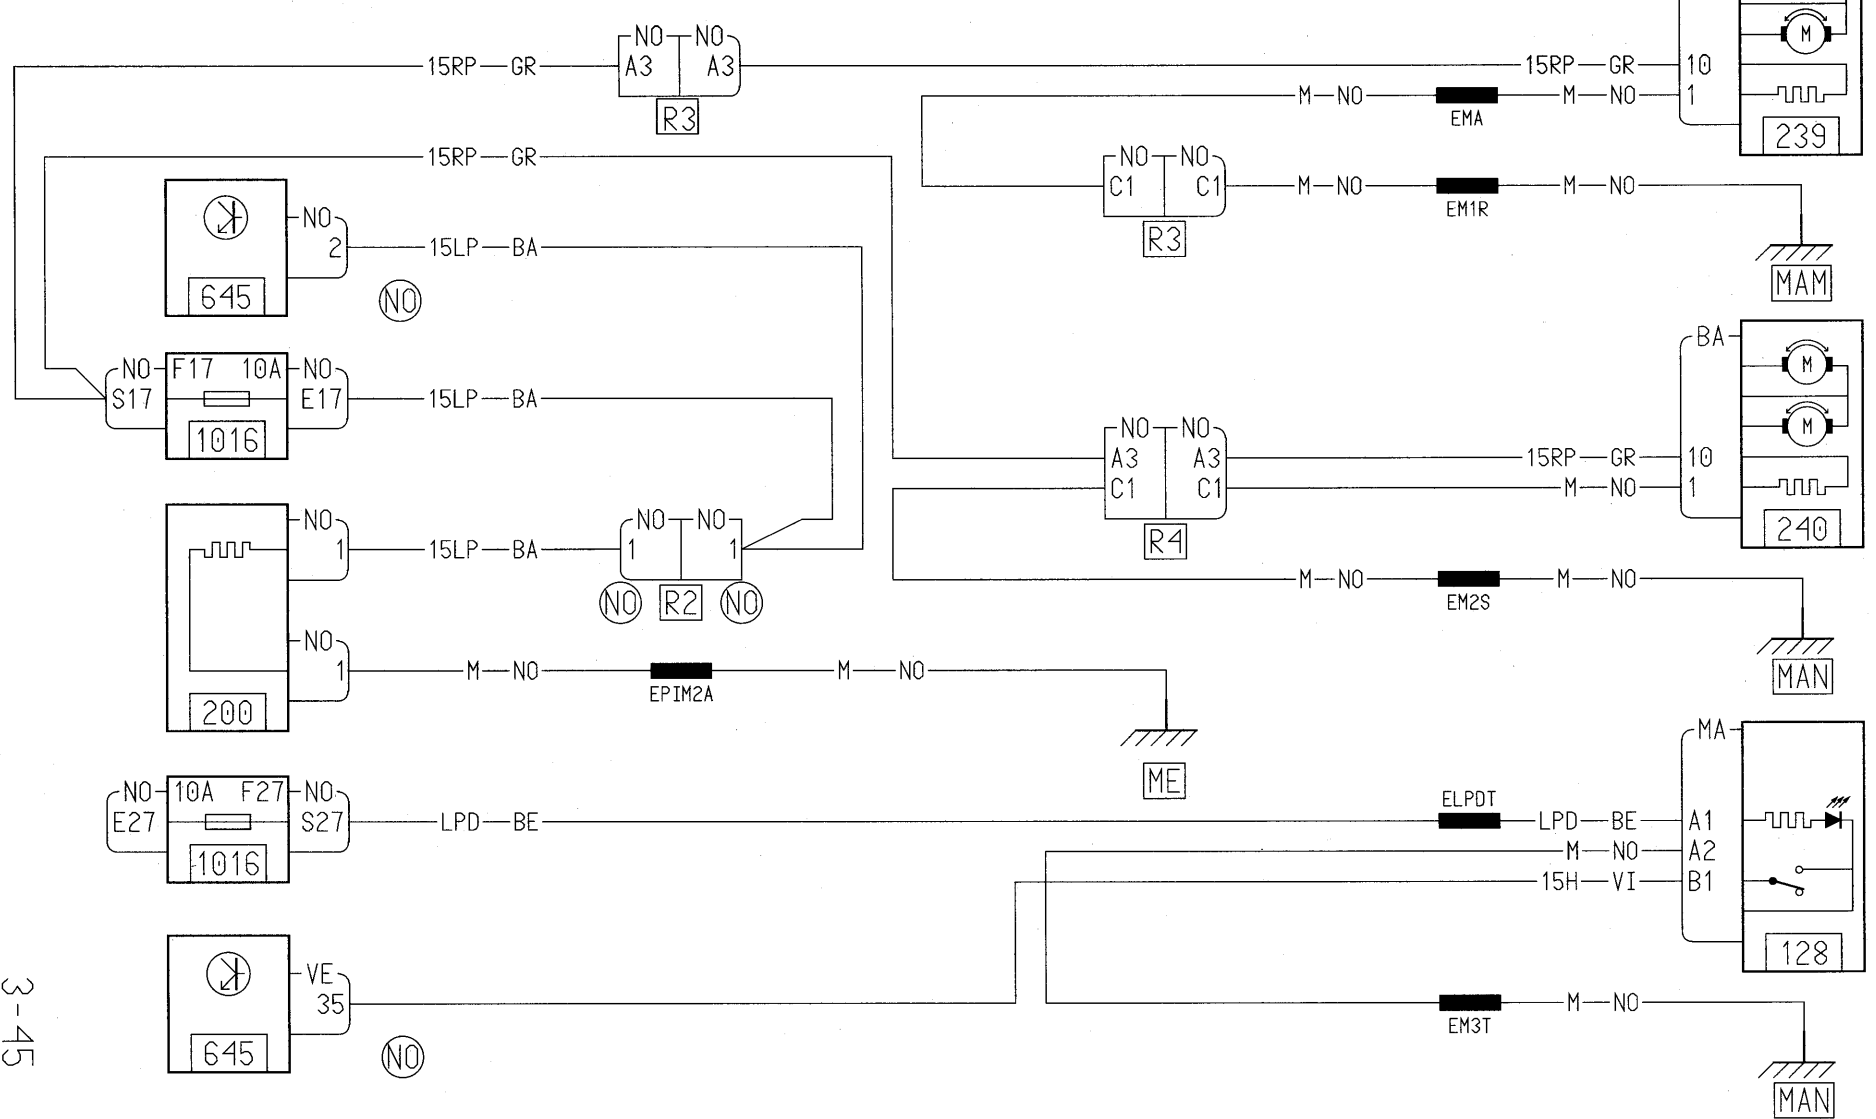 NO NO
15RP GR A3 A3 15RP GR 10
R3
M NO EMA M NO 1
M
239
15RP GR
NO NO
C1 C1 M NO EM1R M NO
R3
MAM
645
NO
2 15LP BA
NO
NO F17 10A NO
S17 E17 15LP BA
1016
BA
M
M
NO NO
A3 A3 15RP GR 10
C1 C1 M NO 1
R4
240
NO
1 15LP BA
NO NO
1 1
NO R2 NO
M NO EM2S M NO
MAN
NO
1 M NO EPIM2A M NO
200
ME
NO 10A F27 NO
E27 S27 LPD BE ELPDT LPD BE A1
1016
MA
M NO A2
15H VI B1
128
VE
35
645
NO
EM3T M NO
MAN
3-45